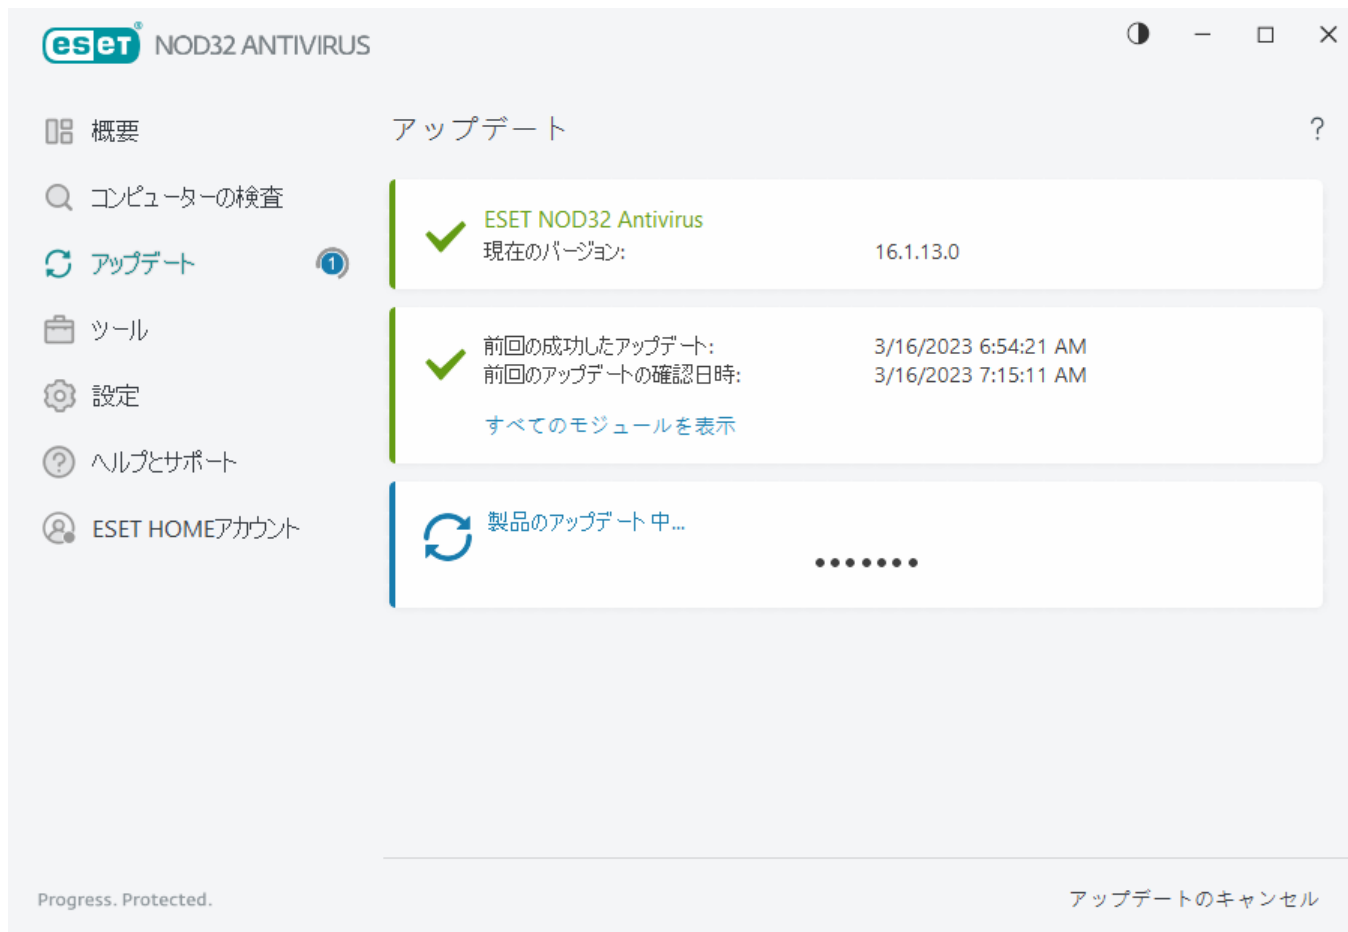 eset® NOD32 ANTIVIRUS
概要
コンピューターの検査
アップデート
1
ツール
設定
ヘルプとサポート
ESET HOMEアカウント
アップデート
?
ESET NOD32 Antivirus
現在のバージョン: 16.1.13.0
前回の成功したアップデート: 3/16/2023 6:54:21 AM
前回のアップデートの確認日時: 3/16/2023 7:15:11 AM
すべてのモジュールを表示
製品のアップデート中...
Progress. Protected.
アップデートのキャンセル